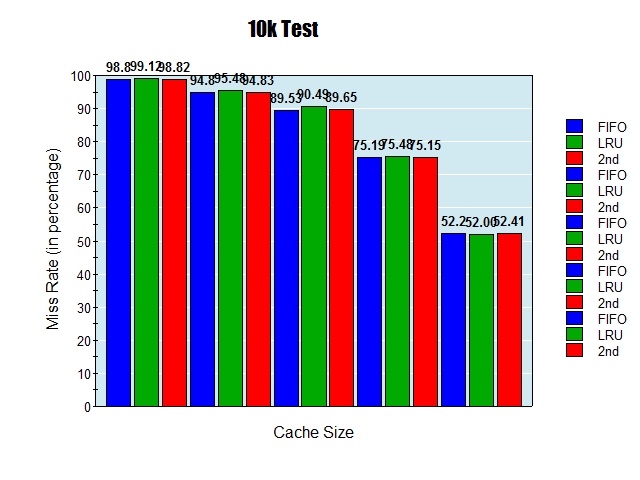 10k Test
98.8 99.12 98.82
94.8 95.48 94.83
89.53 90.49 89.65
75.19 75.48 75.15
52.2 52.00 52.41
100
90
80
70
60
50
40
30
20
10
0
Miss Rate (in percentage)
Cache Size
FIFO
LRU
2nd
FIFO
LRU
2nd
FIFO
LRU
2nd
FIFO
LRU
2nd
FIFO
LRU
2nd